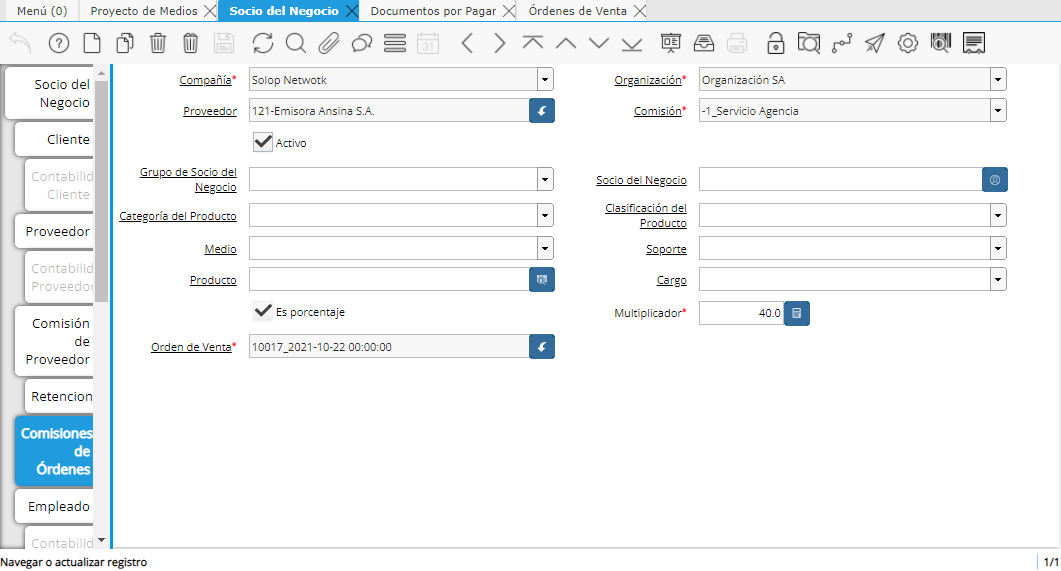 Menú (0)
Proyecto de Medios
Socio del Negocio
Documentos por Pagar
Órdenes de Venta
31
Socio del
Negocio
Cliente
Contabilid
Cliente
Proveedor
Contabilid
Proveedor
Comisión
de
Proveedor
Retencion
Comisiones
de
Órdenes
Empleado
Contabilid
Compañía*
Solop Netwotk
Organización*
Organización SA
Proveedor
121-Emisora Ansina S.A.
Comisión*
-1_Servicio Agencia
Activo
Grupo de Socio del
Negocio
Socio del Negocio
Categoría del Producto
Clasificación del
Producto
Medio
Soporte
Producto
Cargo
Es porcentaje
Multiplicador*
40.0
Orden de Venta*
10017_2021-10-22 00:00:00
Navegar o actualizar registro
1/1